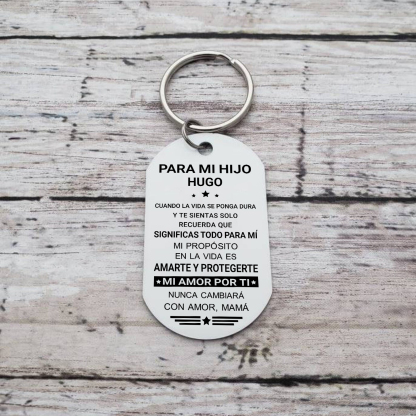 PARA MI HIJO
HUGO
CUANDO LA VIDA SE PONGA DURA
Y TE SIENTAS SOLO
RECUERDA QUE
SIGNIFICAS TODO PARA MÍ
MI PROPÓSITO
EN LA VIDA ES
AMARTE Y PROTEGERTE
MI AMOR POR TI
NUNCA CAMBIARÁ
CON AMOR, MAMÁ